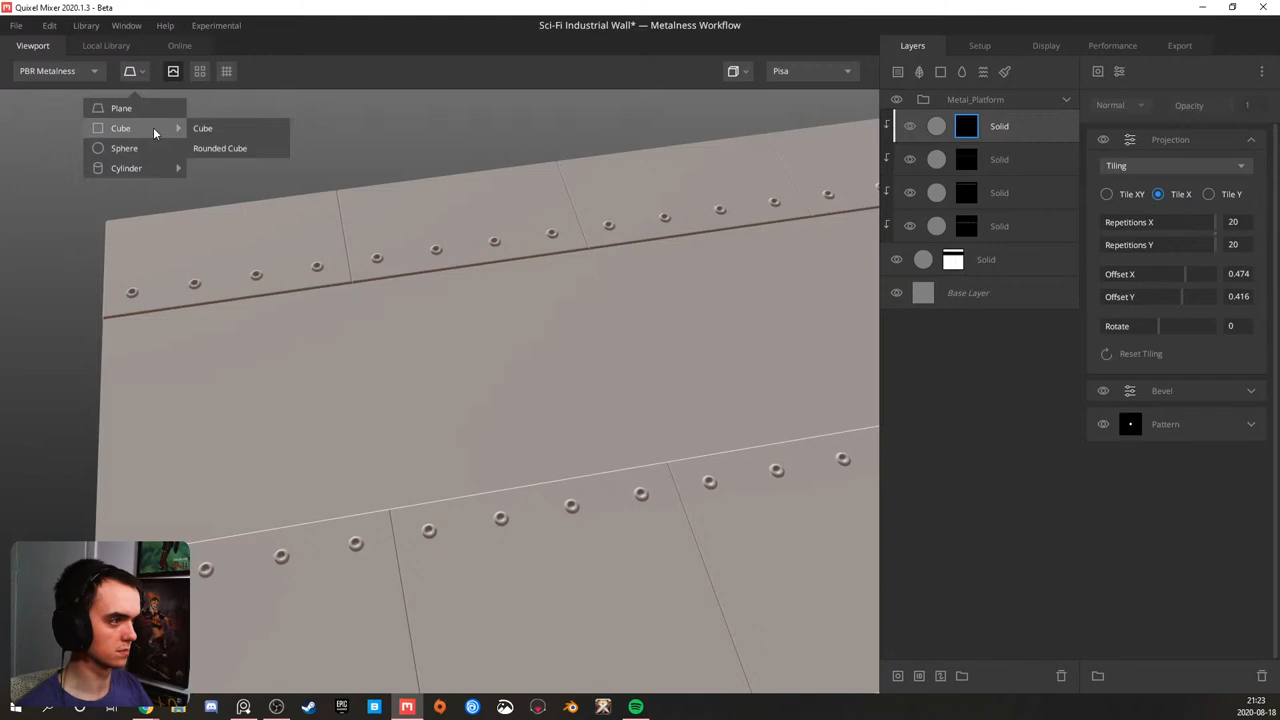 Quixel Mixer 2020.1.3 - Beta
File Edit Library Window Help Experimental
Sci-Fi Industrial Wall* — Metalness Workflow
Viewport Local Library Online
Layers Setup Display Performance Export
PBR Metalness
Pisa
Plane
Cube
Sphere
Cylinder
Cube
Rounded Cube
Metal_Platform
Solid
Solid
Solid
Solid
Solid
Base Layer
Normal Opacity 1
Projection
Tiling
Tile XY Tile X Tile Y
Repetitions X 20
Repetitions Y 20
Offset X 0.474
Offset Y 0.416
Rotate 0
Reset Tiling
Bevel
Pattern
EPIC
21:23
2020-08-18